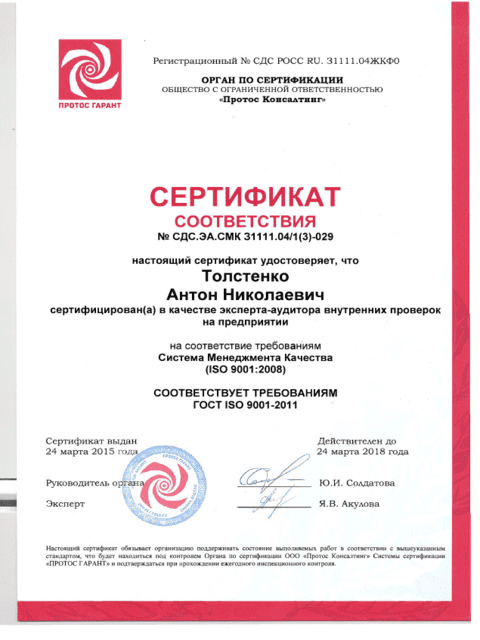 Регистрационный № СДС РОСС RU. 31111.04ЖКФ0
ОРГАН ПО СЕРТИФИКАЦИИ
ОБЩЕСТВО С ОГРАНИЧЕННОЙ ОТВЕТСТВЕННОСТЬЮ
«Протос Консалтинг»
ПРОТОС ГАРАНТ
СЕРТИФИКАТ
СООТВЕТСТВИЯ
№ СДС.ЭА.СМК 31111.04/1(3)-029
настоящий сертификат удостоверяет, что
Толстенко
Антон Николаевич
сертифицирован(а) в качестве эксперта-аудитора внутренних проверок
на предприятии
на соответствие требованиям
Система Менеджмента Качества
(ISO 9001:2008)
СООТВЕТСТВУЕТ ТРЕБОВАНИЯМ
ГОСТ ISO 9001-2011
Сертификат выдан
24 марта 2015 года
Действителен до
24 марта 2018 года
Руководитель органа
Ю.И. Солдатова
Эксперт
Я.В. Акулова
Настоящий сертификат обязывает организацию поддерживать состояние выполняемых работ в соответствии с вышеуказанным
стандартом, что будет находиться под контролем Органа по сертификации ООО «Протос Консалтинг» Системы сертификации
«ПРОТОС ГАРАНТ» и подтверждаться при прохождении ежегодного инспекционного контроля.